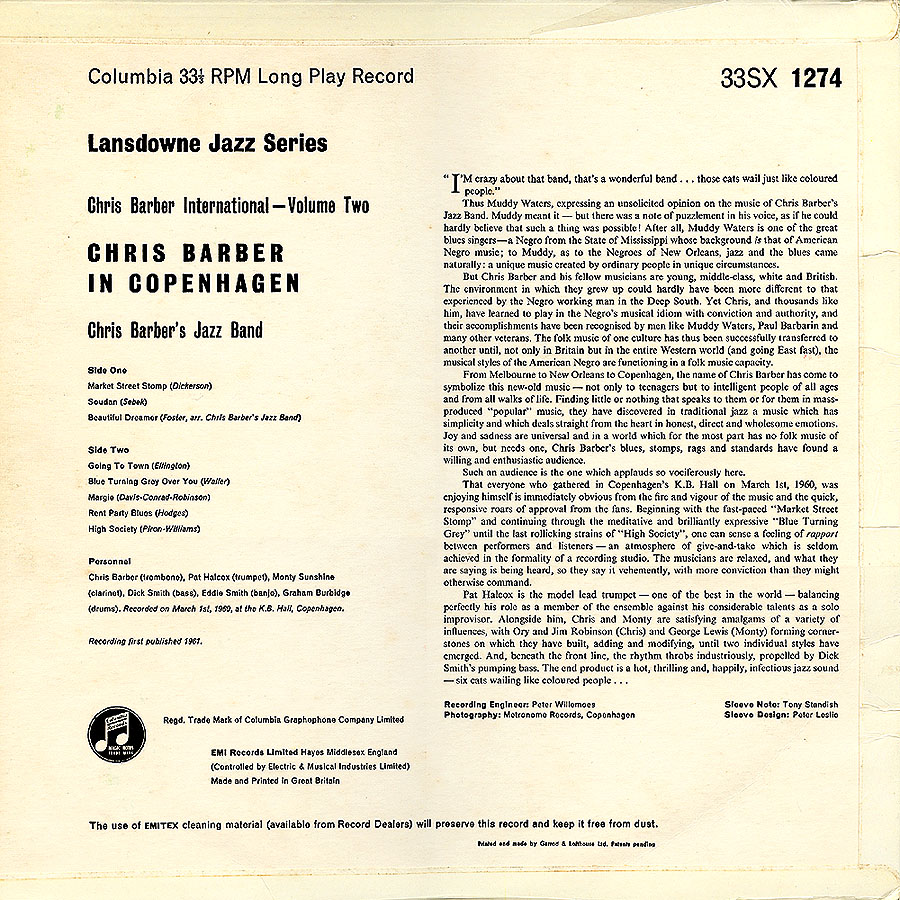 Columbia 33⅓ RPM Long Play Record
33SX 1274
Lansdowne Jazz Series
Chris Barber International—Volume Two
CHRIS BARBER
IN COPENHAGEN
Chris Barber's Jazz Band
Side One
Market Street Stomp (Dickerson)
Soudan (Sebek)
Beautiful Dreamer (Foster, arr. Chris Barber's Jazz Band)
Side Two
Going To Town (Ellington)
Blue Turning Grey Over You (Waller)
Margie (Davis-Conrad-Robinson)
Rent Party Blues (Hodges)
High Society (Piron-Williams)
Personnel
Chris Barber (trombone), Pat Halcox (trumpet), Monty Sunshine
(clarinet), Dick Smith (bass), Eddie Smith (banjo), Graham Burbidge
(drums). Recorded on March 1st, 1960, at the K.B. Hall, Copenhagen.
Recording first published 1961.
"I'M crazy about that band, that's a wonderful band . . . those cats wail just like coloured
people."
Thus Muddy Waters, expressing an unsolicited opinion on the music of Chris Barber's
Jazz Band. Muddy meant it — but there was a note of puzzlement in his voice, as if he could
hardly believe that such a thing was possible! After all, Muddy Waters is one of the great
blues singers—a Negro from the State of Mississippi whose background is that of American
Negro music; to Muddy, as to the Negroes of New Orleans, jazz and the blues came
naturally: a unique music created by ordinary people in unique circumstances.
But Chris Barber and his fellow musicians are young, middle-class, white and British.
The environment in which they grew up could hardly have been more different to that
experienced by the Negro working man in the Deep South. Yet Chris, and thousands like
him, have learned to play in the Negro's musical idiom with conviction and authority, and
their accomplishments have been recognised by men like Muddy Waters, Paul Barbarin and
many other veterans. The folk music of one culture has thus been successfully transferred to
another until, not only in Britain but in the entire Western world (and going East fast), the
musical styles of the American Negro are functioning in a folk music capacity.
From Melbourne to New Orleans to Copenhagen, the name of Chris Barber has come to
symbolize this new-old music — not only to teenagers but to intelligent people of all ages
and from all walks of life. Finding little or nothing that speaks to them or for them in mass-
produced "popular" music, they have discovered in traditional jazz a music which has
simplicity and which deals straight from the heart in honest, direct and wholesome emotions.
Joy and sadness are universal and in a world which for the most part has no folk music of
its own, but needs one, Chris Barber's blues, stomps, rags and standards have found a
willing and enthusiastic audience.
Such an audience is the one which applauds so vociferously here.
That everyone who gathered in Copenhagen's K.B. Hall on March 1st, 1960, was
enjoying himself is immediately obvious from the fire and vigour of the music and the quick,
responsive roars of approval from the fans. Beginning with the fast-paced "Market Street
Stomp" and continuing through the meditative and brilliantly expressive "Blue Turning
Grey" until the last rollicking strains of "High Society", one can sense a feeling of rapport
between performers and listeners — an atmosphere of give-and-take which is seldom
achieved in the formality of a recording studio. The musicians are relaxed, and what they
are saying is being heard, so they say it vehemently, with more conviction than they might
otherwise command.
Pat Halcox is the model lead trumpet — one of the best in the world — balancing
perfectly his role as a member of the ensemble against his considerable talents as a solo
improvisor. Alongside him, Chris and Monty are satisfying amalgams of a variety of
influences, with Ory and Jim Robinson (Chris) and George Lewis (Monty) forming corner-
stones on which they have built, adding and modifying, until two individual styles have
emerged. And, beneath the front line, the rhythm throbs industriously, propelled by Dick
Smith's pumping bass. The end product is a hot, thrilling and, happily, infectious jazz sound
— six cats wailing like coloured people . . .
Recording Engineer: Peter Willemoes
Photography: Metronome Records, Copenhagen
Sleeve Note: Tony Standish
Sleeve Design: Peter Leslie
Regd. Trade Mark of Columbia Graphophone Company Limited
EMI Records Limited Hayes Middlesex England
(Controlled by Electric & Musical Industries Limited)
Made and Printed in Great Britain
The use of EMITEX cleaning material (available from Record Dealers) will preserve this record and keep it free from dust.
Printed and made by Garrod & Lofthouse Ltd. Patents pending